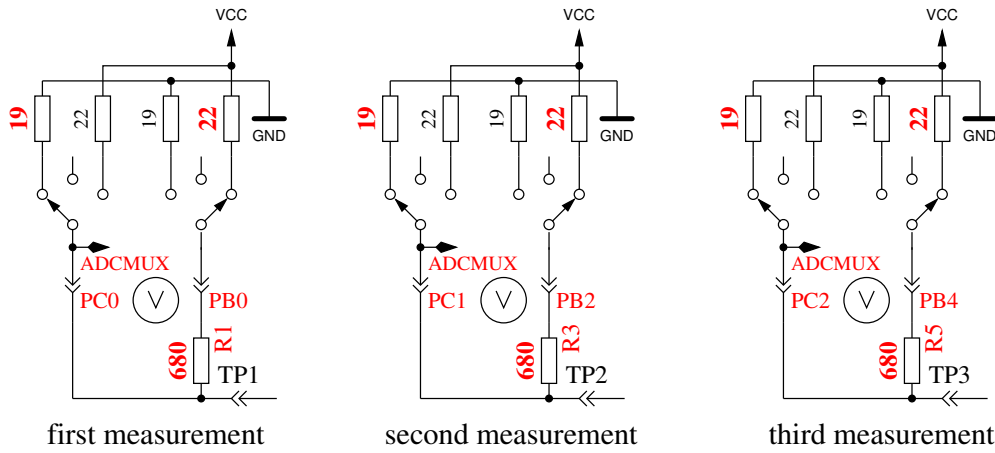 VCC
19
22
19
22
GND
ADCMUX
PC0
V
PB0
680
R1
TP1
first measurement
VCC
19
22
19
22
GND
ADCMUX
PC1
V
PB2
680
R3
TP2
second measurement
VCC
19
22
19
22
GND
ADCMUX
PC2
V
PB4
680
R5
TP3
third measurement